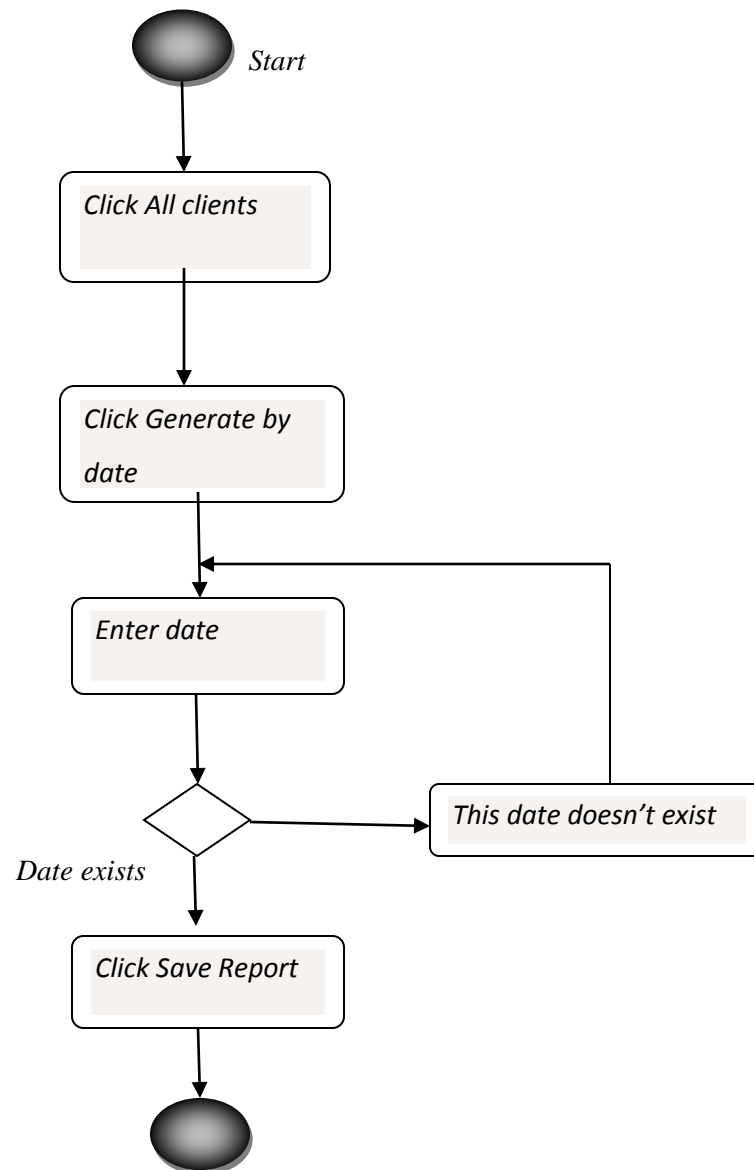 Start
Click All clients
Click Generate by
date
Enter date
This date doesn’t exist
Date exists
Click Save Report